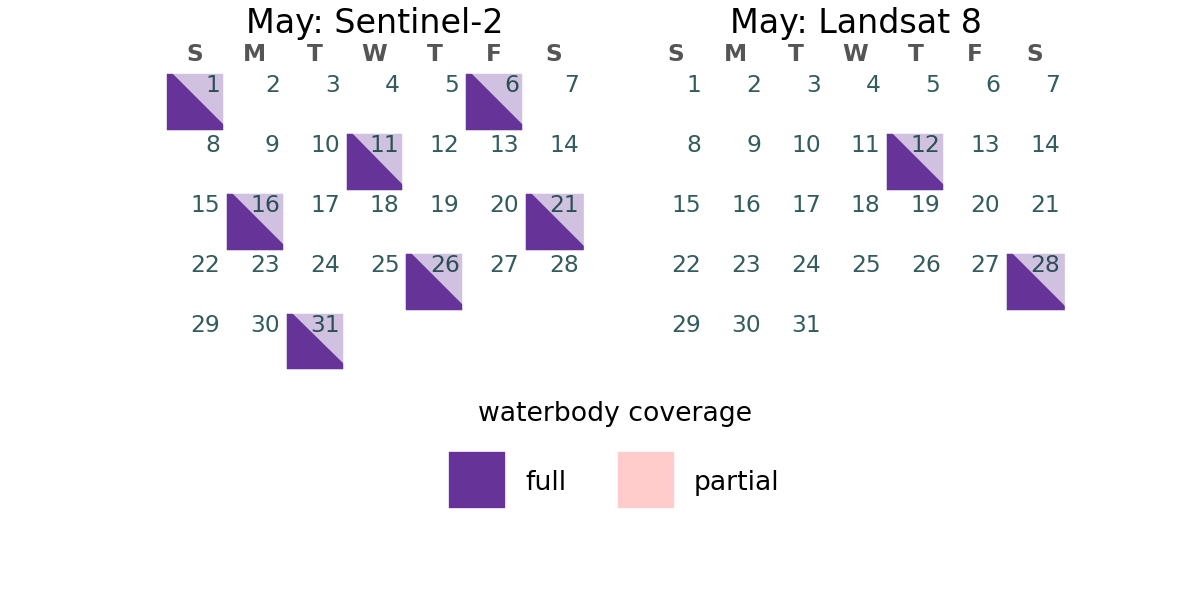 May: Sentinel-2
S M T W T F S
1 2 3 4 5 6 7
8 9 10 11 12 13 14
15 16 17 18 19 20 21
22 23 24 25 26 27 28
29 30 31
May: Landsat 8
S M T W T F S
1 2 3 4 5 6 7
8 9 10 11 12 13 14
15 16 17 18 19 20 21
22 23 24 25 26 27 28
29 30 31
waterbody coverage
full partial